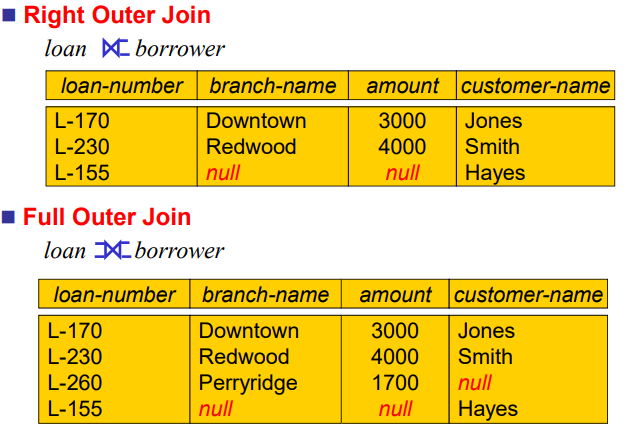 Right Outer Join
loan ⟖ borrower
loan-number branch-name amount customer-name
L-170 Downtown 3000 Jones
L-230 Redwood 4000 Smith
L-155 null null Hayes
Full Outer Join
loan ⟗ borrower
loan-number branch-name amount customer-name
L-170 Downtown 3000 Jones
L-230 Redwood 4000 Smith
L-260 Perryridge 1700 null
L-155 null null Hayes